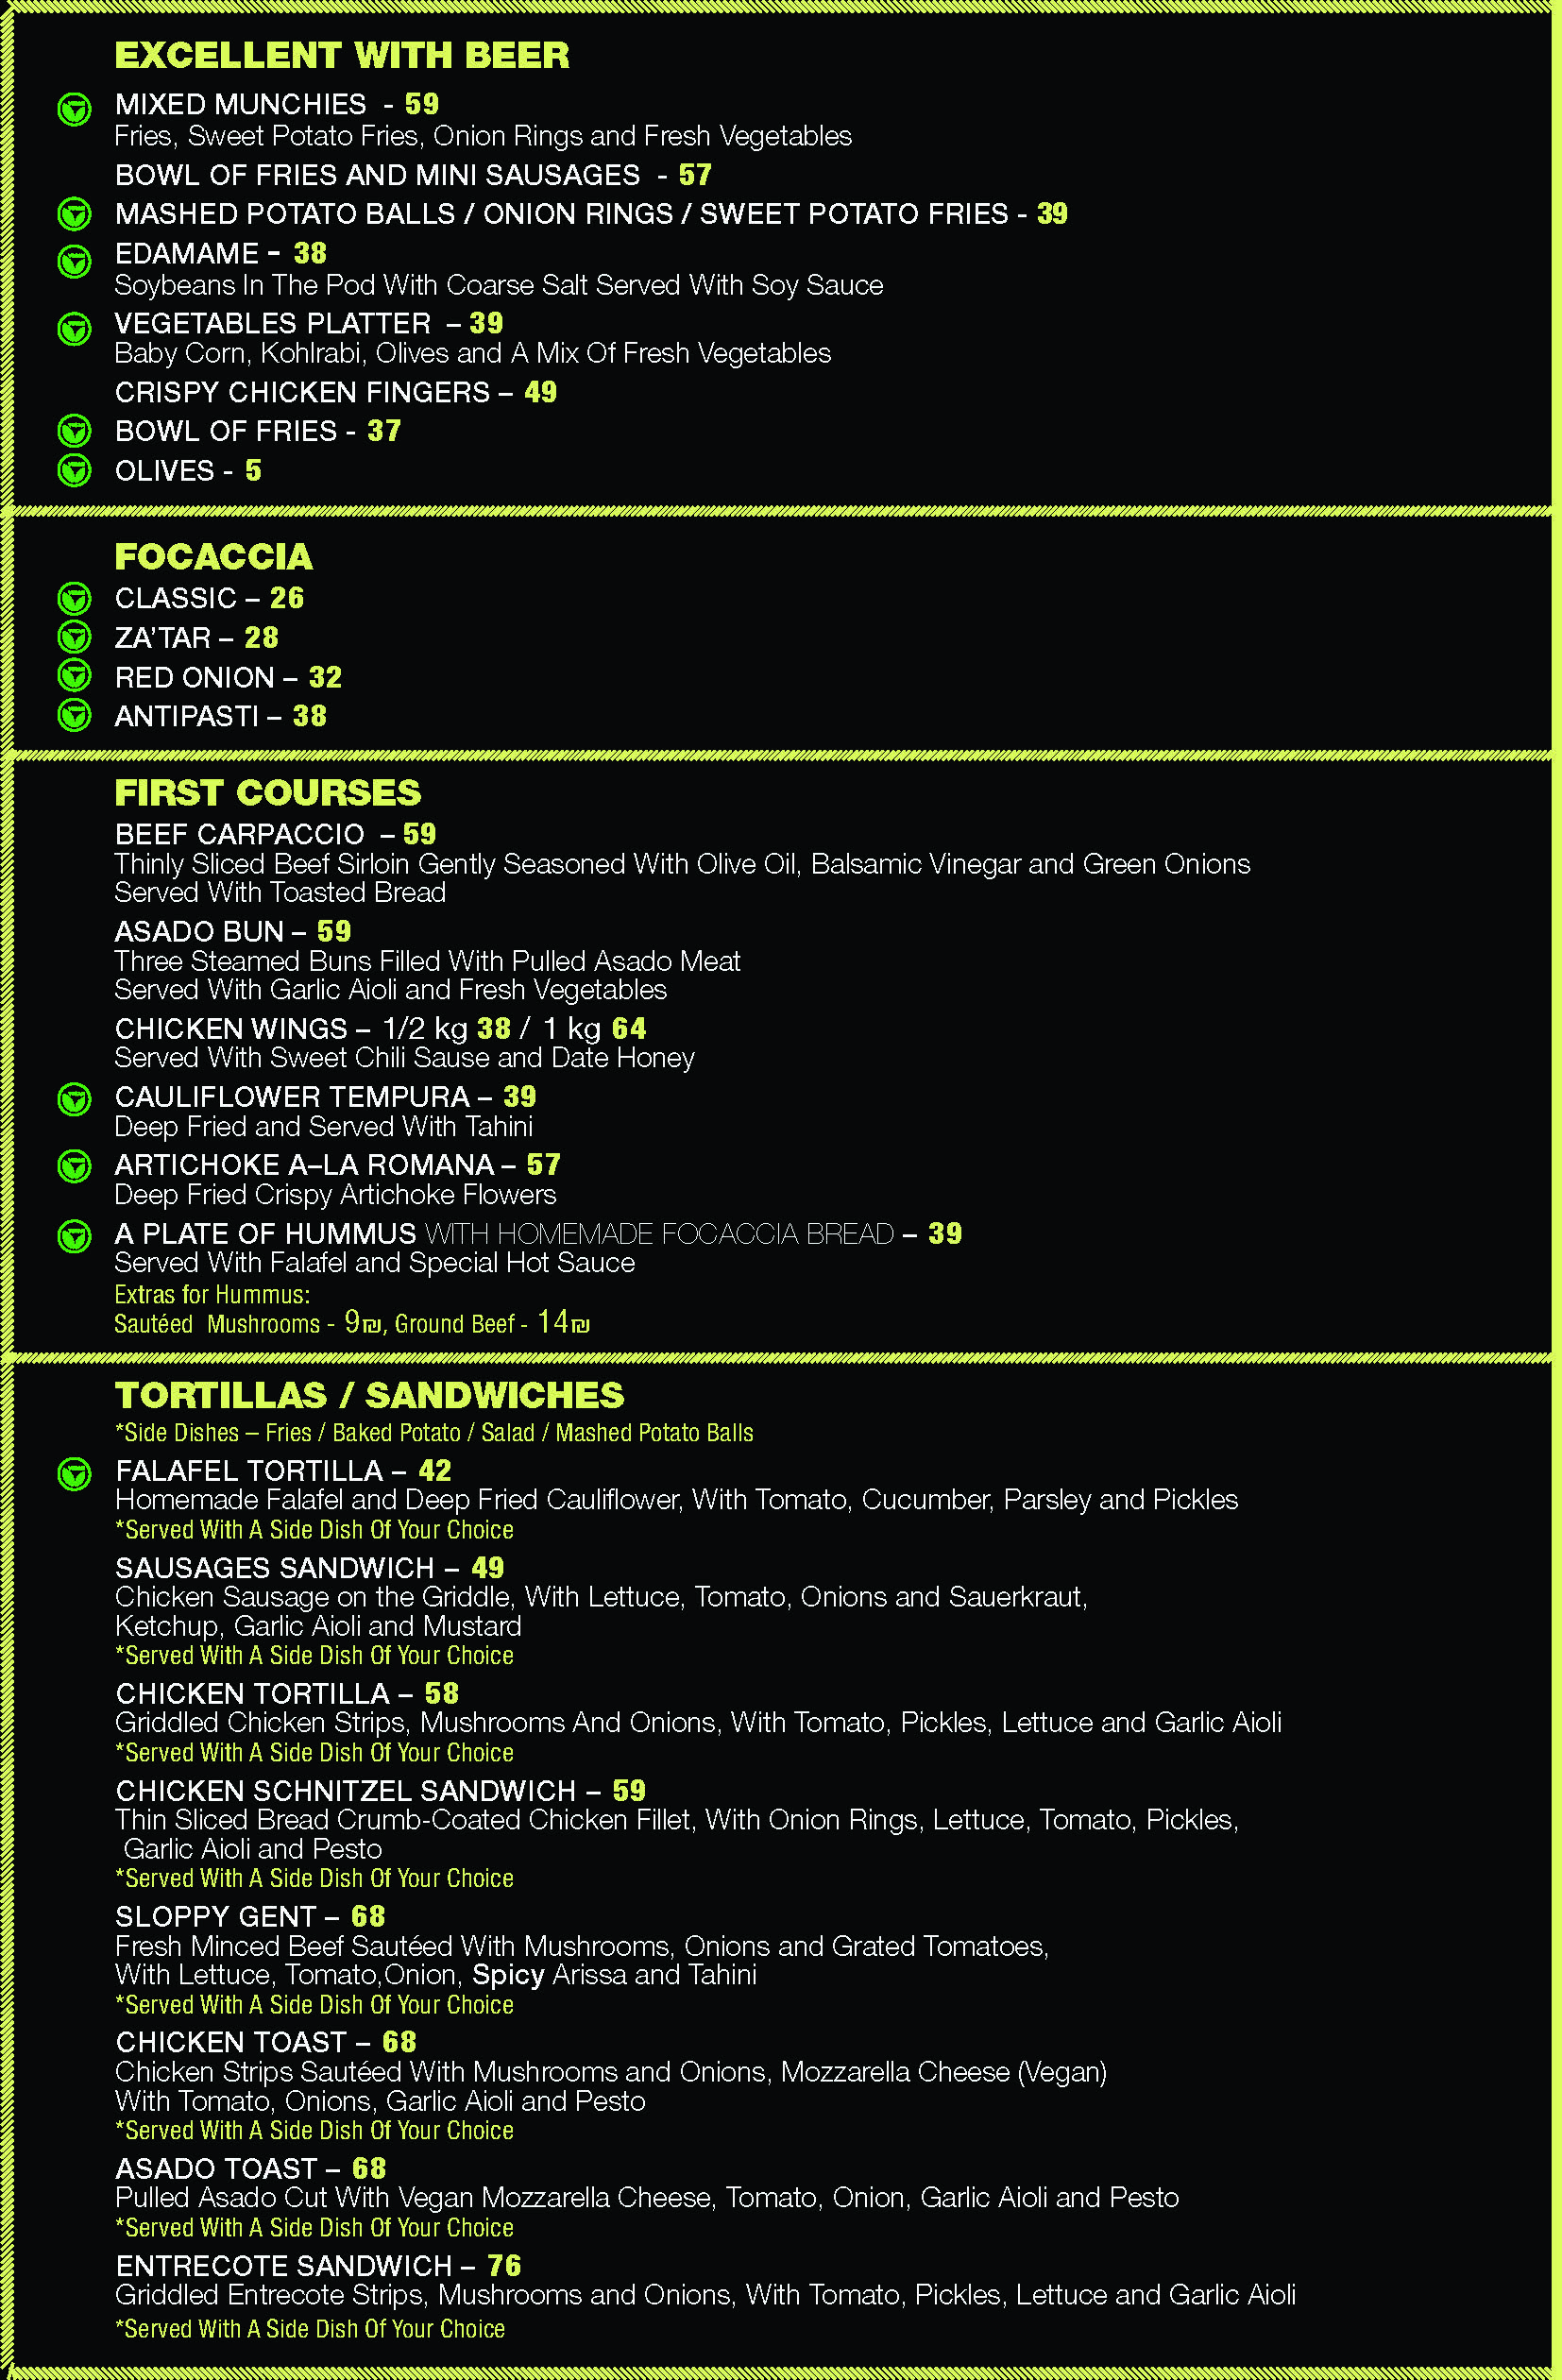 EXCELLENT WITH BEER
MIXED MUNCHIES - 59
Fries, Sweet Potato Fries, Onion Rings and Fresh Vegetables
BOWL OF FRIES AND MINI SAUSAGES - 57
MASHED POTATO BALLS / ONION RINGS / SWEET POTATO FRIES - 39
EDAMAME - 38
Soybeans In The Pod With Coarse Salt Served With Soy Sauce
VEGETABLES PLATTER – 39
Baby Corn, Kohlrabi, Olives and A Mix Of Fresh Vegetables
CRISPY CHICKEN FINGERS – 49
BOWL OF FRIES - 37
OLIVES - 5
FOCACCIA
CLASSIC – 26
ZA’TAR – 28
RED ONION – 32
ANTIPASTI – 38
FIRST COURSES
BEEF CARPACCIO – 59
Thinly Sliced Beef Sirloin Gently Seasoned With Olive Oil, Balsamic Vinegar and Green Onions
Served With Toasted Bread
ASADO BUN – 59
Three Steamed Buns Filled With Pulled Asado Meat
Served With Garlic Aioli and Fresh Vegetables
CHICKEN WINGS – 1/2 kg 38 / 1 kg 64
Served With Sweet Chili Sause and Date Honey
CAULIFLOWER TEMPURA – 39
Deep Fried and Served With Tahini
ARTICHOKE A–LA ROMANA – 57
Deep Fried Crispy Artichoke Flowers
A PLATE OF HUMMUS WITH HOMEMADE FOCACCIA BREAD – 39
Served With Falafel and Special Hot Sauce
Extras for Hummus:
Sautéed Mushrooms - 9₪, Ground Beef - 14₪
TORTILLAS / SANDWICHES
*Side Dishes – Fries / Baked Potato / Salad / Mashed Potato Balls
FALAFEL TORTILLA – 42
Homemade Falafel and Deep Fried Cauliflower, With Tomato, Cucumber, Parsley and Pickles
*Served With A Side Dish Of Your Choice
SAUSAGES SANDWICH – 49
Chicken Sausage on the Griddle, With Lettuce, Tomato, Onions and Sauerkraut,
Ketchup, Garlic Aioli and Mustard
*Served With A Side Dish Of Your Choice
CHICKEN TORTILLA – 58
Griddled Chicken Strips, Mushrooms And Onions, With Tomato, Pickles, Lettuce and Garlic Aioli
*Served With A Side Dish Of Your Choice
CHICKEN SCHNITZEL SANDWICH – 59
Thin Sliced Bread Crumb-Coated Chicken Fillet, With Onion Rings, Lettuce, Tomato, Pickles,
Garlic Aioli and Pesto
*Served With A Side Dish Of Your Choice
SLOPPY GENT – 68
Fresh Minced Beef Sautéed With Mushrooms, Onions and Grated Tomatoes,
With Lettuce, Tomato,Onion, Spicy Arissa and Tahini
*Served With A Side Dish Of Your Choice
CHICKEN TOAST – 68
Chicken Strips Sautéed With Mushrooms and Onions, Mozzarella Cheese (Vegan)
With Tomato, Onions, Garlic Aioli and Pesto
*Served With A Side Dish Of Your Choice
ASADO TOAST – 68
Pulled Asado Cut With Vegan Mozzarella Cheese, Tomato, Onion, Garlic Aioli and Pesto
*Served With A Side Dish Of Your Choice
ENTRECOTE SANDWICH – 76
Griddled Entrecote Strips, Mushrooms and Onions, With Tomato, Pickles, Lettuce and Garlic Aioli
*Served With A Side Dish Of Your Choice